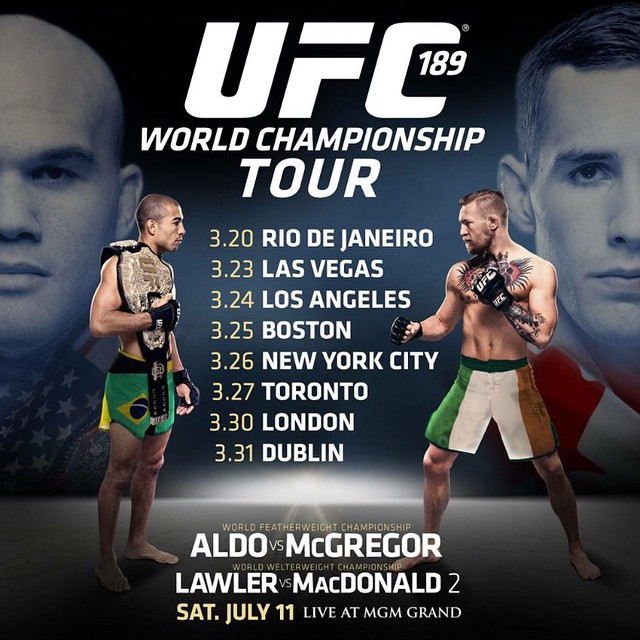 UFC® 189
WORLD CHAMPIONSHIP
TOUR
3.20 RIO DE JANEIRO
3.23 LAS VEGAS
3.24 LOS ANGELES
3.25 BOSTON
3.26 NEW YORK CITY
3.27 TORONTO
3.30 LONDON
3.31 DUBLIN
UFC
UFC
WORLD FEATHERWEIGHT CHAMPIONSHIP
ALDO VS McGREGOR
WORLD WELTERWEIGHT CHAMPIONSHIP
LAWLER VS MacDONALD 2
SAT. JULY 11 LIVE AT MGM GRAND